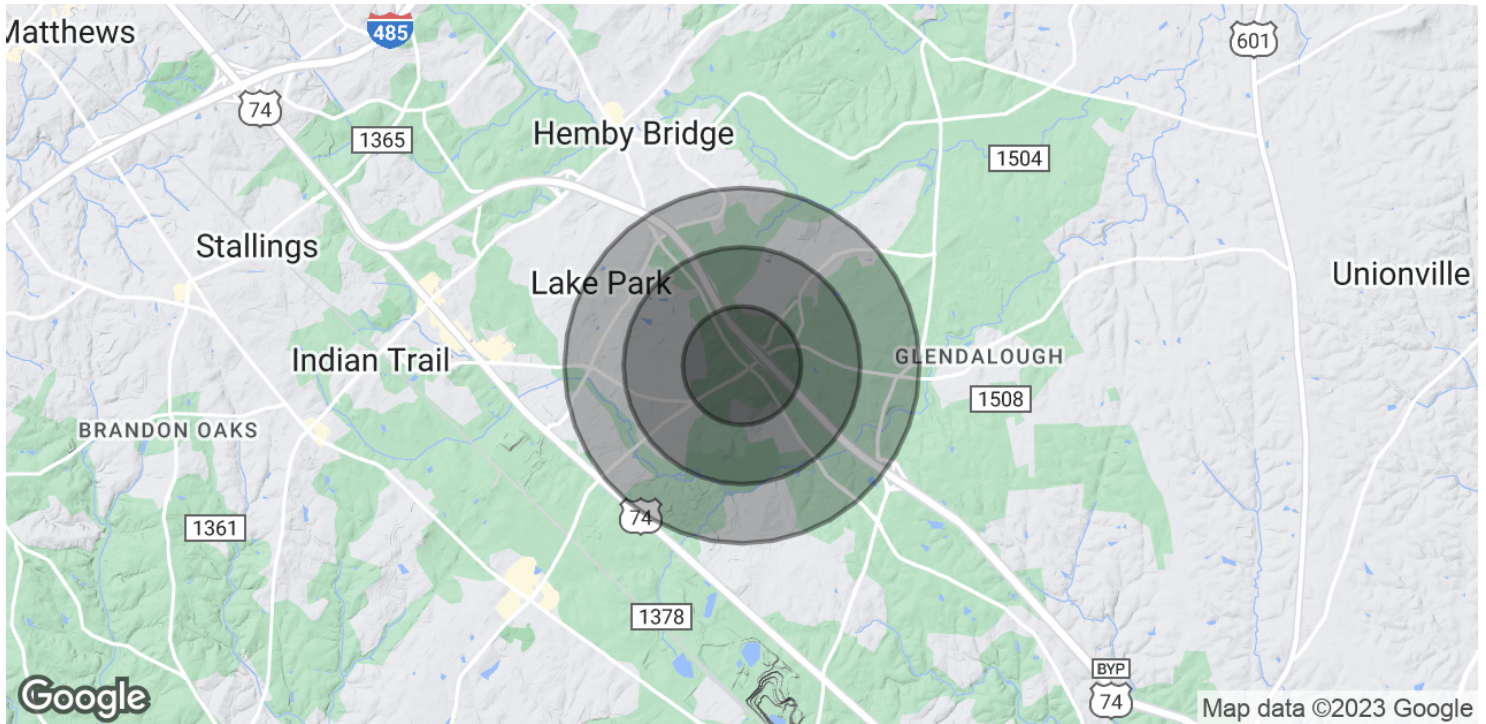 Matthews
485
601
74
Hemby Bridge
1365
1504
Stallings
Lake Park
Unionville
Indian Trail
GLENDALOUGH
1508
BRANDON OAKS
74
1361
1378
BYP
74
Google
Map data ©2023 Google